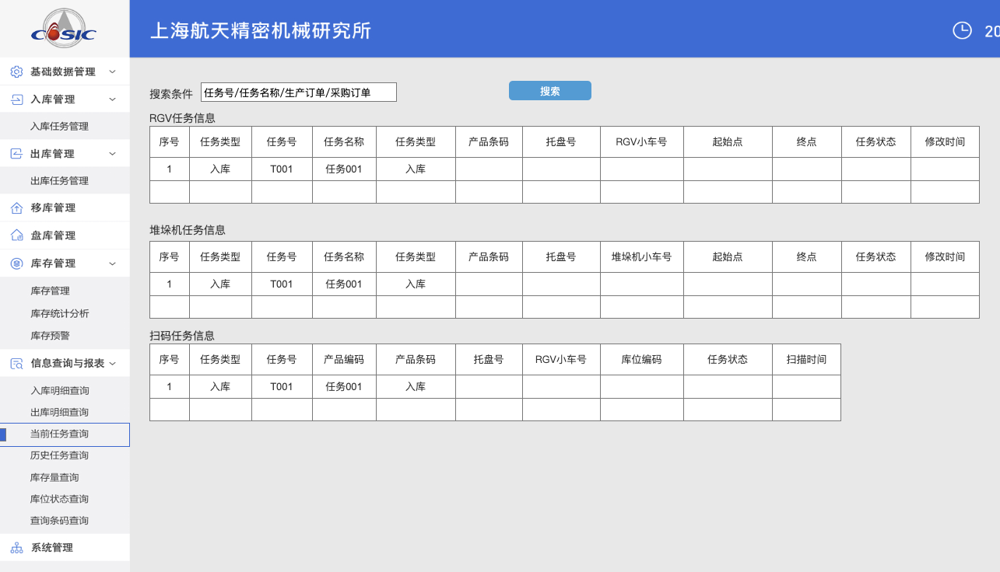 COSIC
上海航天精密机械研究所
20
基础数据管理
入库管理
入库任务管理
出库管理
出库任务管理
移库管理
盘库管理
库存管理
库存管理
库存统计分析
库存预警
信息查询与报表
入库明细查询
出库明细查询
当前任务查询
历史任务查询
库存量查询
库位状态查询
查询条码查询
系统管理
搜索条件 任务号/任务名称/生产订单/采购订单 搜索
RGV任务信息
序号 任务类型 任务号 任务名称 任务类型 产品条码 托盘号 RGV小车号 起始点 终点 任务状态 修改时间
1 入库 T001 任务001 入库
堆垛机任务信息
序号 任务类型 任务号 任务名称 任务类型 产品条码 托盘号 堆垛机小车号 起始点 终点 任务状态 修改时间
1 入库 T001 任务001 入库
扫码任务信息
序号 任务类型 任务号 产品编码 产品条码 托盘号 RGV小车号 库位编码 任务状态 扫描时间
1 入库 T001 任务001 入库